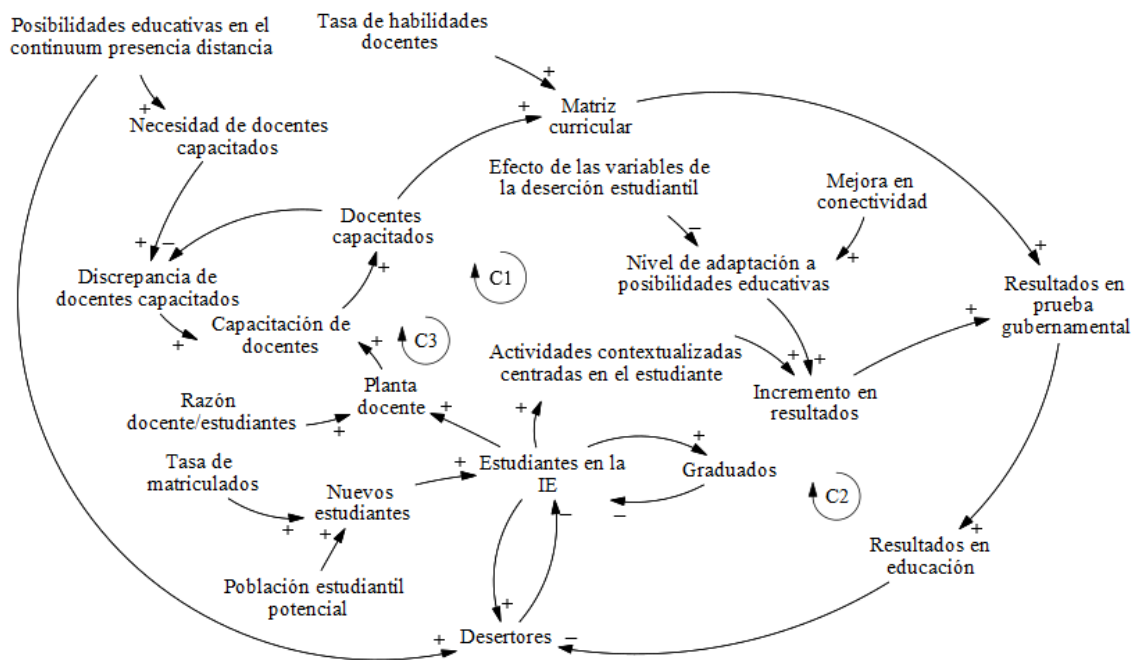 Posibilidades educativas en el
continuum presencia distancia
Tasa de habilidades
docentes
+
+
+
Matriz
curricular
Necesidad de docentes
capacitados
Efecto de las variables de
la deserción estudiantil
Mejora en
conectividad
Docentes
capacitados
+
−
−
+
+
+
Discrepancia de
docentes capacitados
C1
Nivel de adaptación a
posibilidades educativas
Resultados en
prueba
gubernamental
+
Capacitación de
docentes
+
+
C3
Actividades contextualizadas
centradas en el estudiante
+
+
+
Incremento en
resultados
Razón
docente/estudiantes
Planta
docente
+
+
+
Tasa de
matriculados
+
Estudiantes en la
IE
+
Graduados
C2
Nuevos
estudiantes
+
+
−
−
+
Resultados en
educación
Población estudiantil
potencial
+
+
Desertores
−